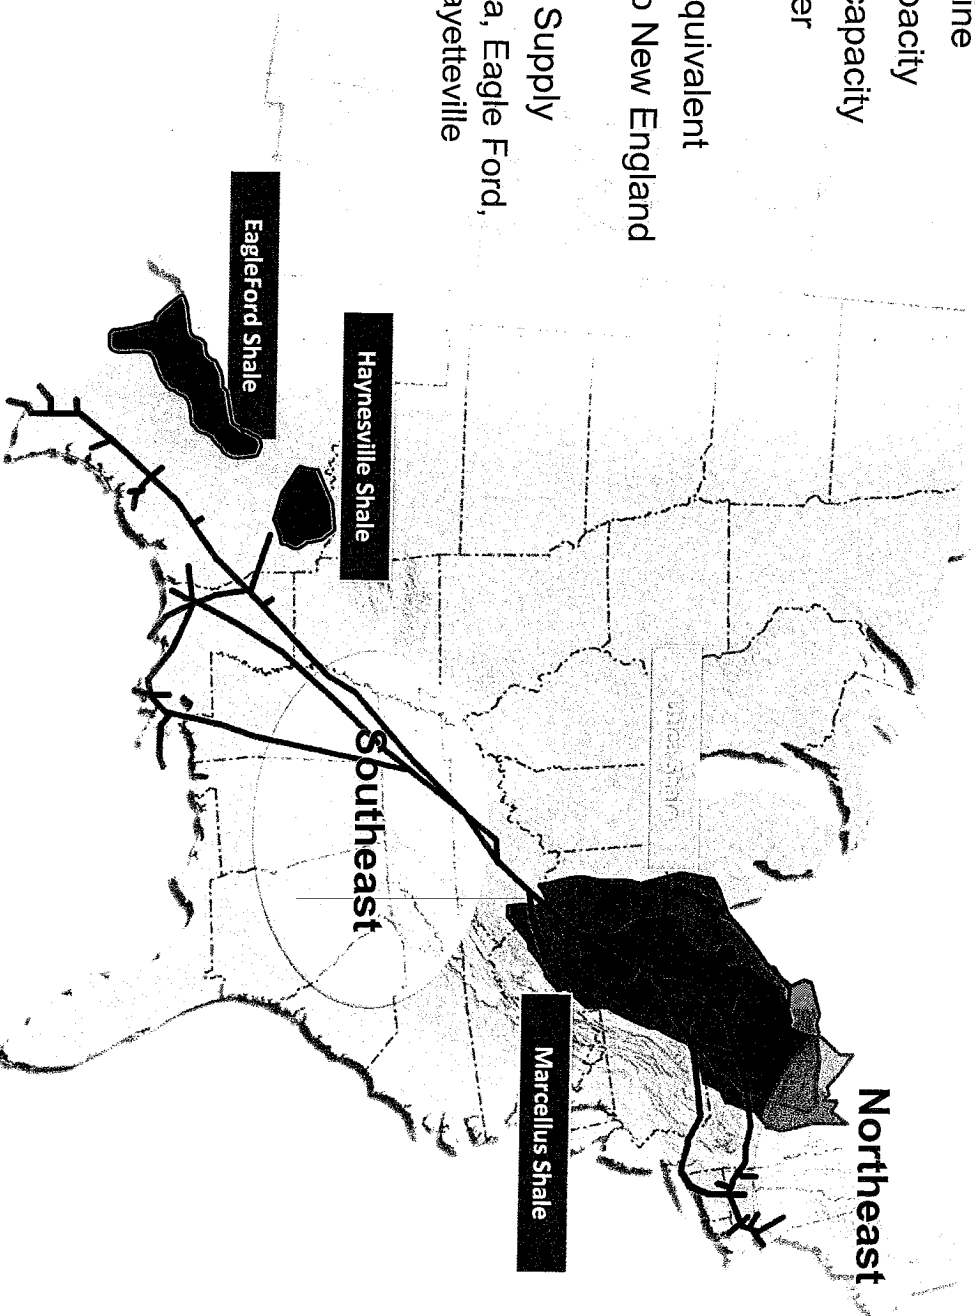 ine
pacity
capacity
er
quivalent
o New England
Supply
a, Eagle Ford,
ayetteville
Northeast
Marcellus Shale
Haynesville Shale
Southeast
EagleFord Shale